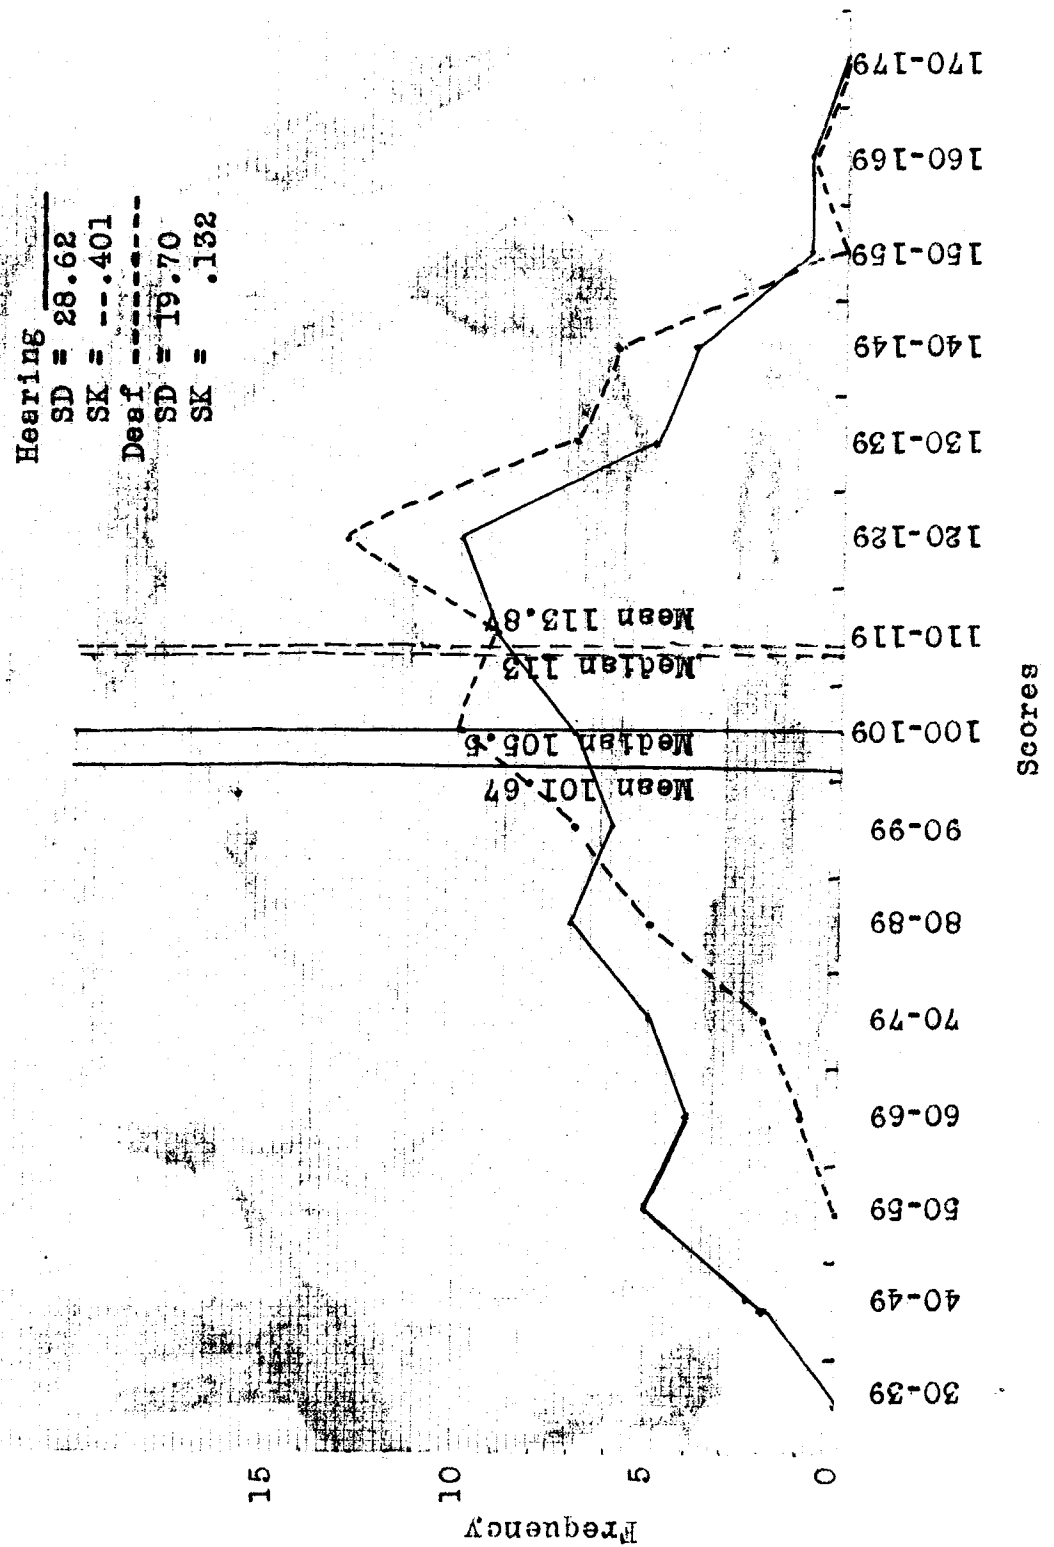 Hearing
SD = 28.62
SK = --.401
Deaf --------
SD = 19.70
SK = .132
Mean 113.87
Median 113
Median 105.5
Mean 101.67
15
10
5
0
Frequency
30-39
40-49
50-59
60-69
70-79
80-89
90-99
100-109
110-119
120-129
130-139
140-149
150-159
160-169
170-179
Scores